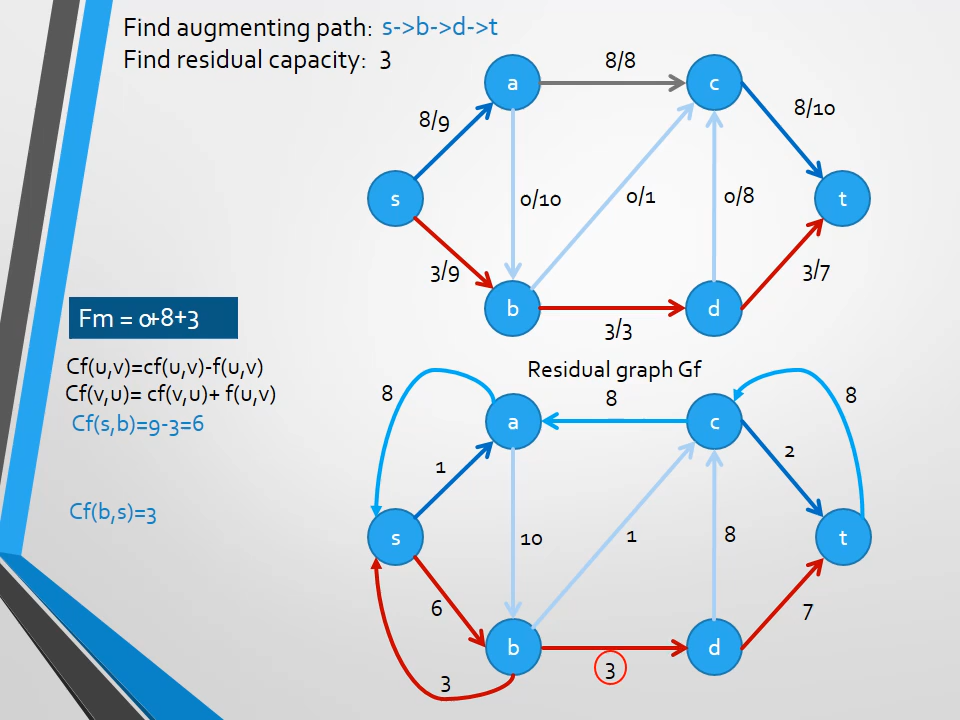 Find augmenting path: s->b->d->t
Find residual capacity: 3
8/8
a
c
8/9
8/10
s
0/10
0/1
0/8
t
3/9
3/7
b
d
3/3
Fm = 0+8+3
Cf(u,v)=cf(u,v)-f(u,v)
Cf(v,u)= cf(v,u)+ f(u,v)
Cf(s,b)=9-3=6
Cf(b,s)=3
Residual graph Gf
8
8
8
a
c
1
2
s
10
1
8
t
6
7
b
d
3
3